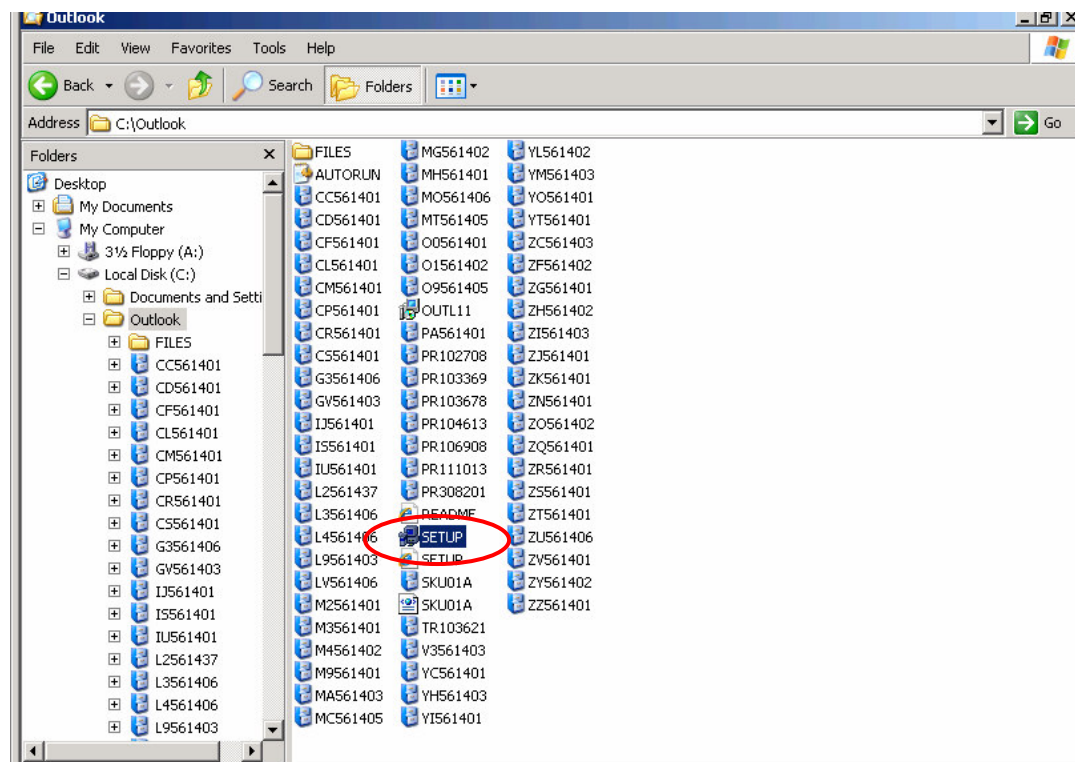 Outlook
File Edit View Favorites Tools Help
Back Search Folders
Address C:\Outlook Go
Folders
Desktop
My Documents
My Computer
3½ Floppy (A:)
Local Disk (C:)
Documents and Setti
Outlook
FILES
CC561401
CD561401
CF561401
CL561401
CM561401
CP561401
CR561401
CS561401
G3561406
GV561403
IJ561401
IS561401
IU561401
L2561437
L3561406
L4561406
L9561403
FILES
AUTORUN
CC561401
CD561401
CF561401
CL561401
CM561401
CP561401
CR561401
CS561401
G3561406
GV561403
IJ561401
IS561401
IU561401
L2561437
L3561406
L4561406
L9561403
LV561406
M2561401
M3561401
M4561402
M9561401
MA561403
MC561405
MG561402
MH561401
MO561406
MT561405
O0561401
O1561402
O9561405
OUTL11
PA561401
PR102708
PR103369
PR103678
PR104613
PR106908
PR111013
PR308201
README
SETUP
SETUP
SKU01A
SKU01A
TR103621
V3561403
YC561401
YH561403
YI561401
YL561402
YM561403
YO561401
YT561401
ZC561403
ZF561402
ZG561401
ZH561402
ZI561403
ZJ561401
ZK561401
ZN561401
ZO561402
ZQ561401
ZR561401
ZS561401
ZT561401
ZU561406
ZV561401
ZY561402
ZZ561401